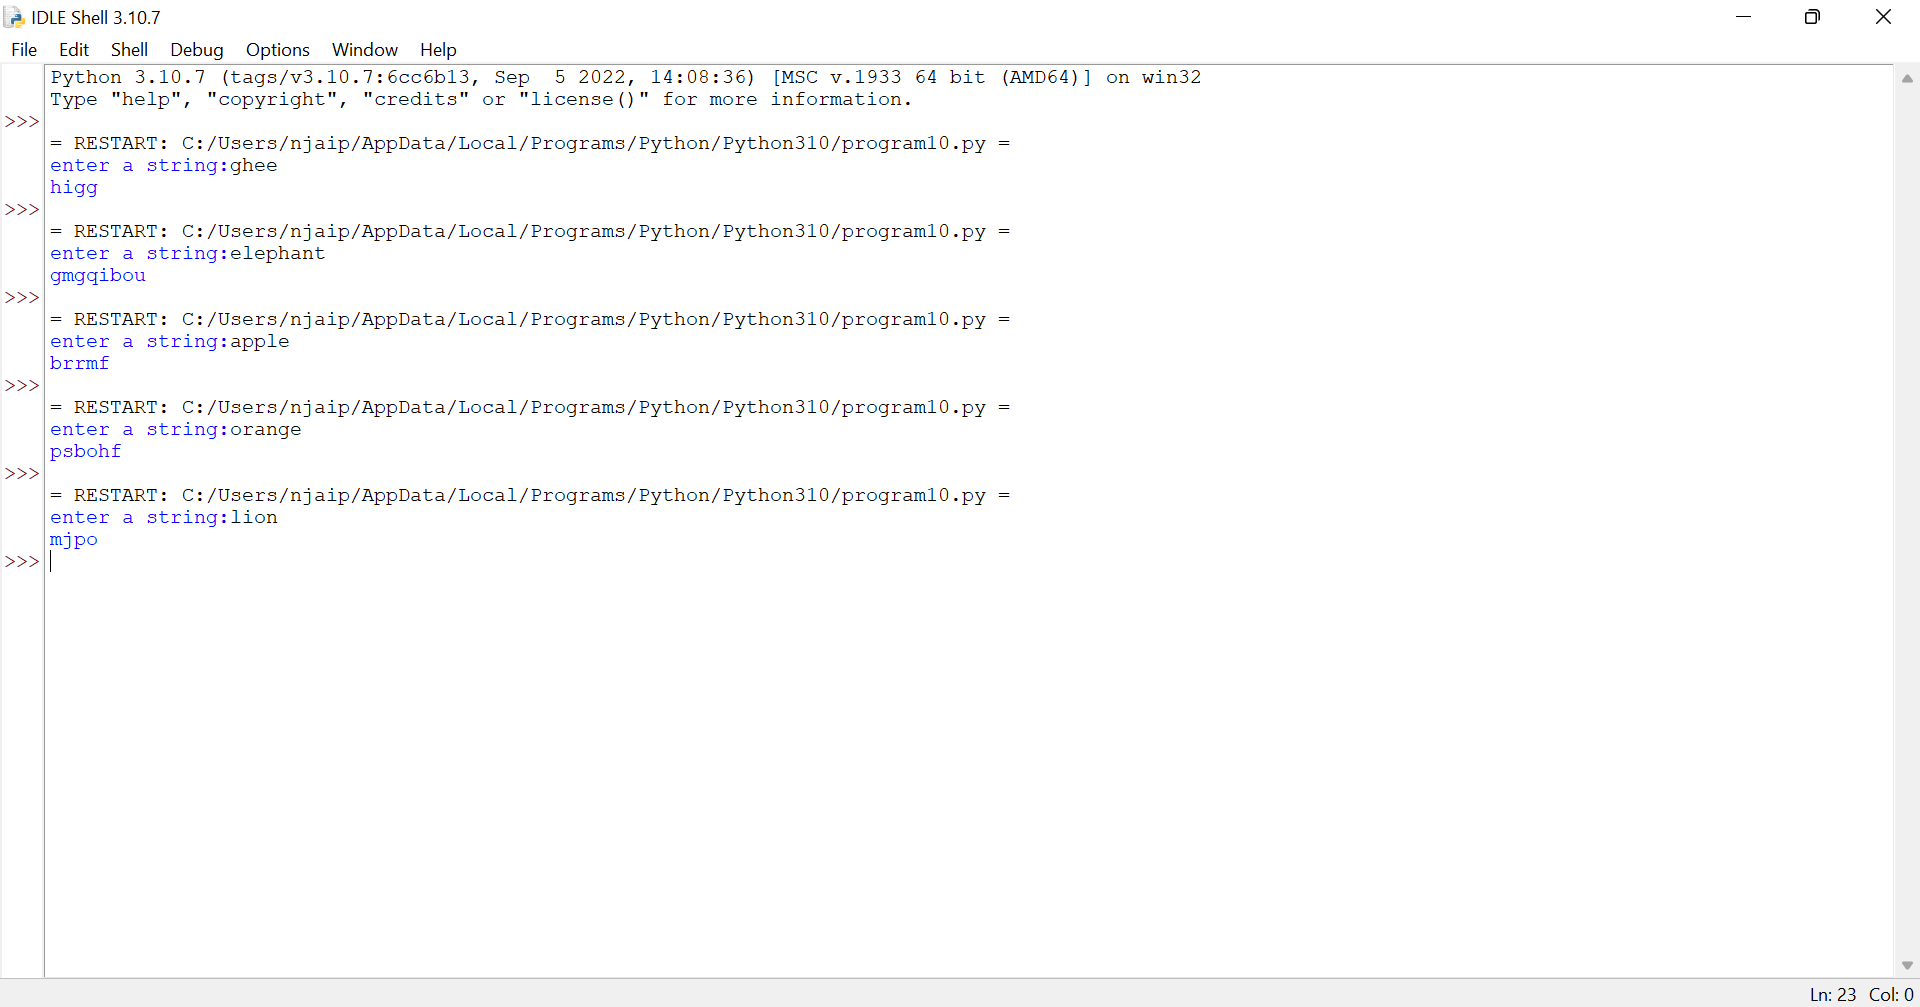 IDLE Shell 3.10.7
File Edit Shell Debug Options Window Help
Python 3.10.7 (tags/v3.10.7:6cc6b13, Sep  5 2022, 14:08:36) [MSC v.1933 64 bit (AMD64)] on win32
Type "help", "copyright", "credits" or "license()" for more information.
>>>
= RESTART: C:/Users/njaip/AppData/Local/Programs/Python/Python310/program10.py =
enter a string:ghee
higg
>>>
= RESTART: C:/Users/njaip/AppData/Local/Programs/Python/Python310/program10.py =
enter a string:elephant
gmgqibou
>>>
= RESTART: C:/Users/njaip/AppData/Local/Programs/Python/Python310/program10.py =
enter a string:apple
brrmf
>>>
= RESTART: C:/Users/njaip/AppData/Local/Programs/Python/Python310/program10.py =
enter a string:orange
psbohf
>>>
= RESTART: C:/Users/njaip/AppData/Local/Programs/Python/Python310/program10.py =
enter a string:lion
mjpo
>>>
Ln: 23 Col: 0